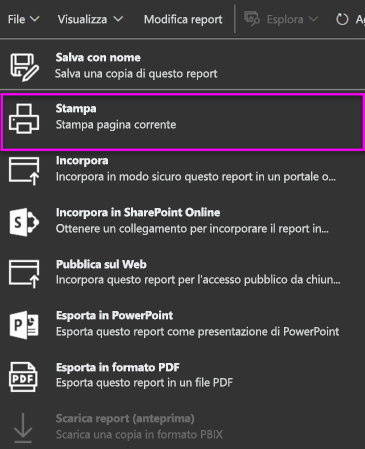 File Visualizza Modifica report Esplora
Salva con nome
Salva una copia di questo report
Stampa
Stampa pagina corrente
Incorpora
Incorpora in modo sicuro questo report in un portale o...
Incorpora in SharePoint Online
Ottenere un collegamento per incorporare il report in...
Pubblica sul Web
Incorpora questo report per l'accesso pubblico da chiun...
Esporta in PowerPoint
Esporta questo report come presentazione di PowerPoint
Esporta in formato PDF
Esporta questo report in un file PDF
Scarica report (anteprima)
Scarica una copia in formato PBIX